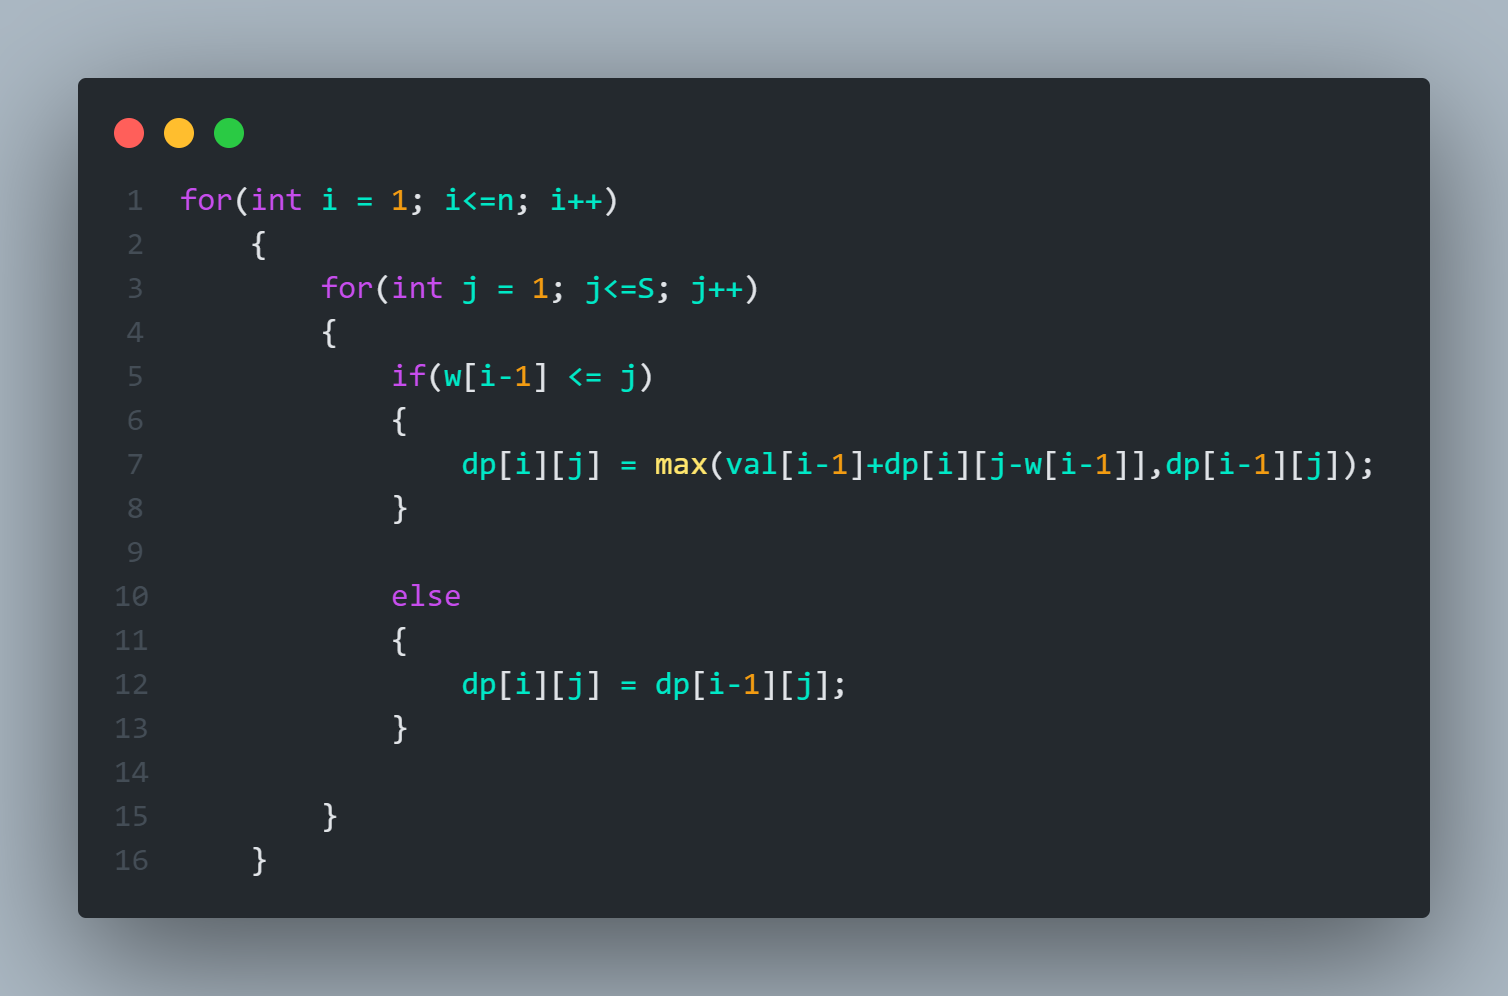 1 for(int i = 1; i<=n; i++)
2     {
3         for(int j = 1; j<=S; j++)
4         {
5             if(w[i-1] <= j)
6             {
7                 dp[i][j] = max(val[i-1]+dp[i][j-w[i-1]],dp[i-1][j]);
8             }
9
10             else
11             {
12                 dp[i][j] = dp[i-1][j];
13             }
14
15         }
16     }